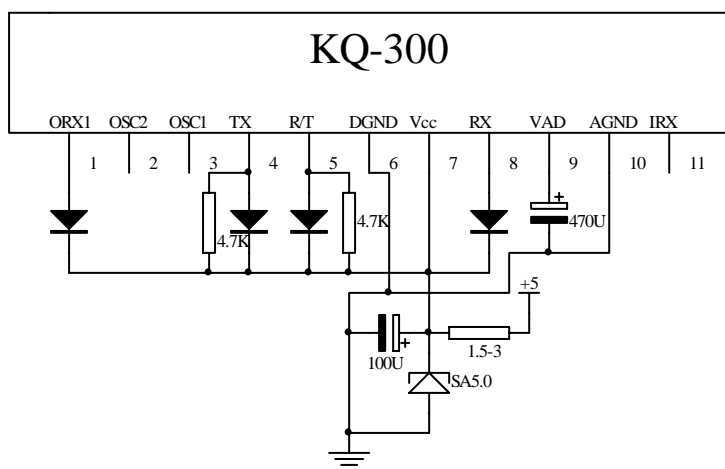 KQ-300
ORX1 OSC2 OSC1 TX R/T DGND Vcc RX VAD AGND IRX
1 2 3 4 5 6 7 8 9 10 11
+
4.7K 4.7K 470U
+5
+
100U 1.5-3
SA5.0